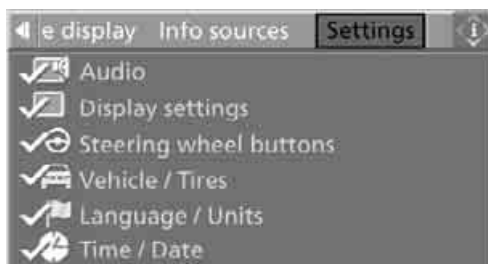 e display Info sources Settings i
Audio
Display settings
Steering wheel buttons
Vehicle / Tires
Language / Units
Time / Date